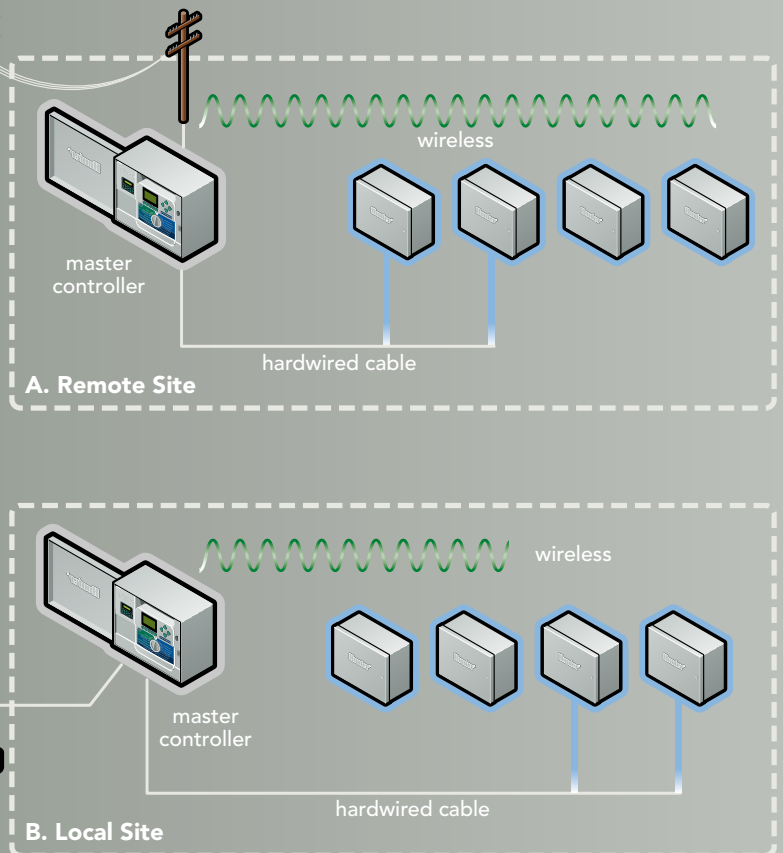 wireless
master
controller
hardwired cable
A. Remote Site
wireless
master
controller
hardwired cable
B. Local Site